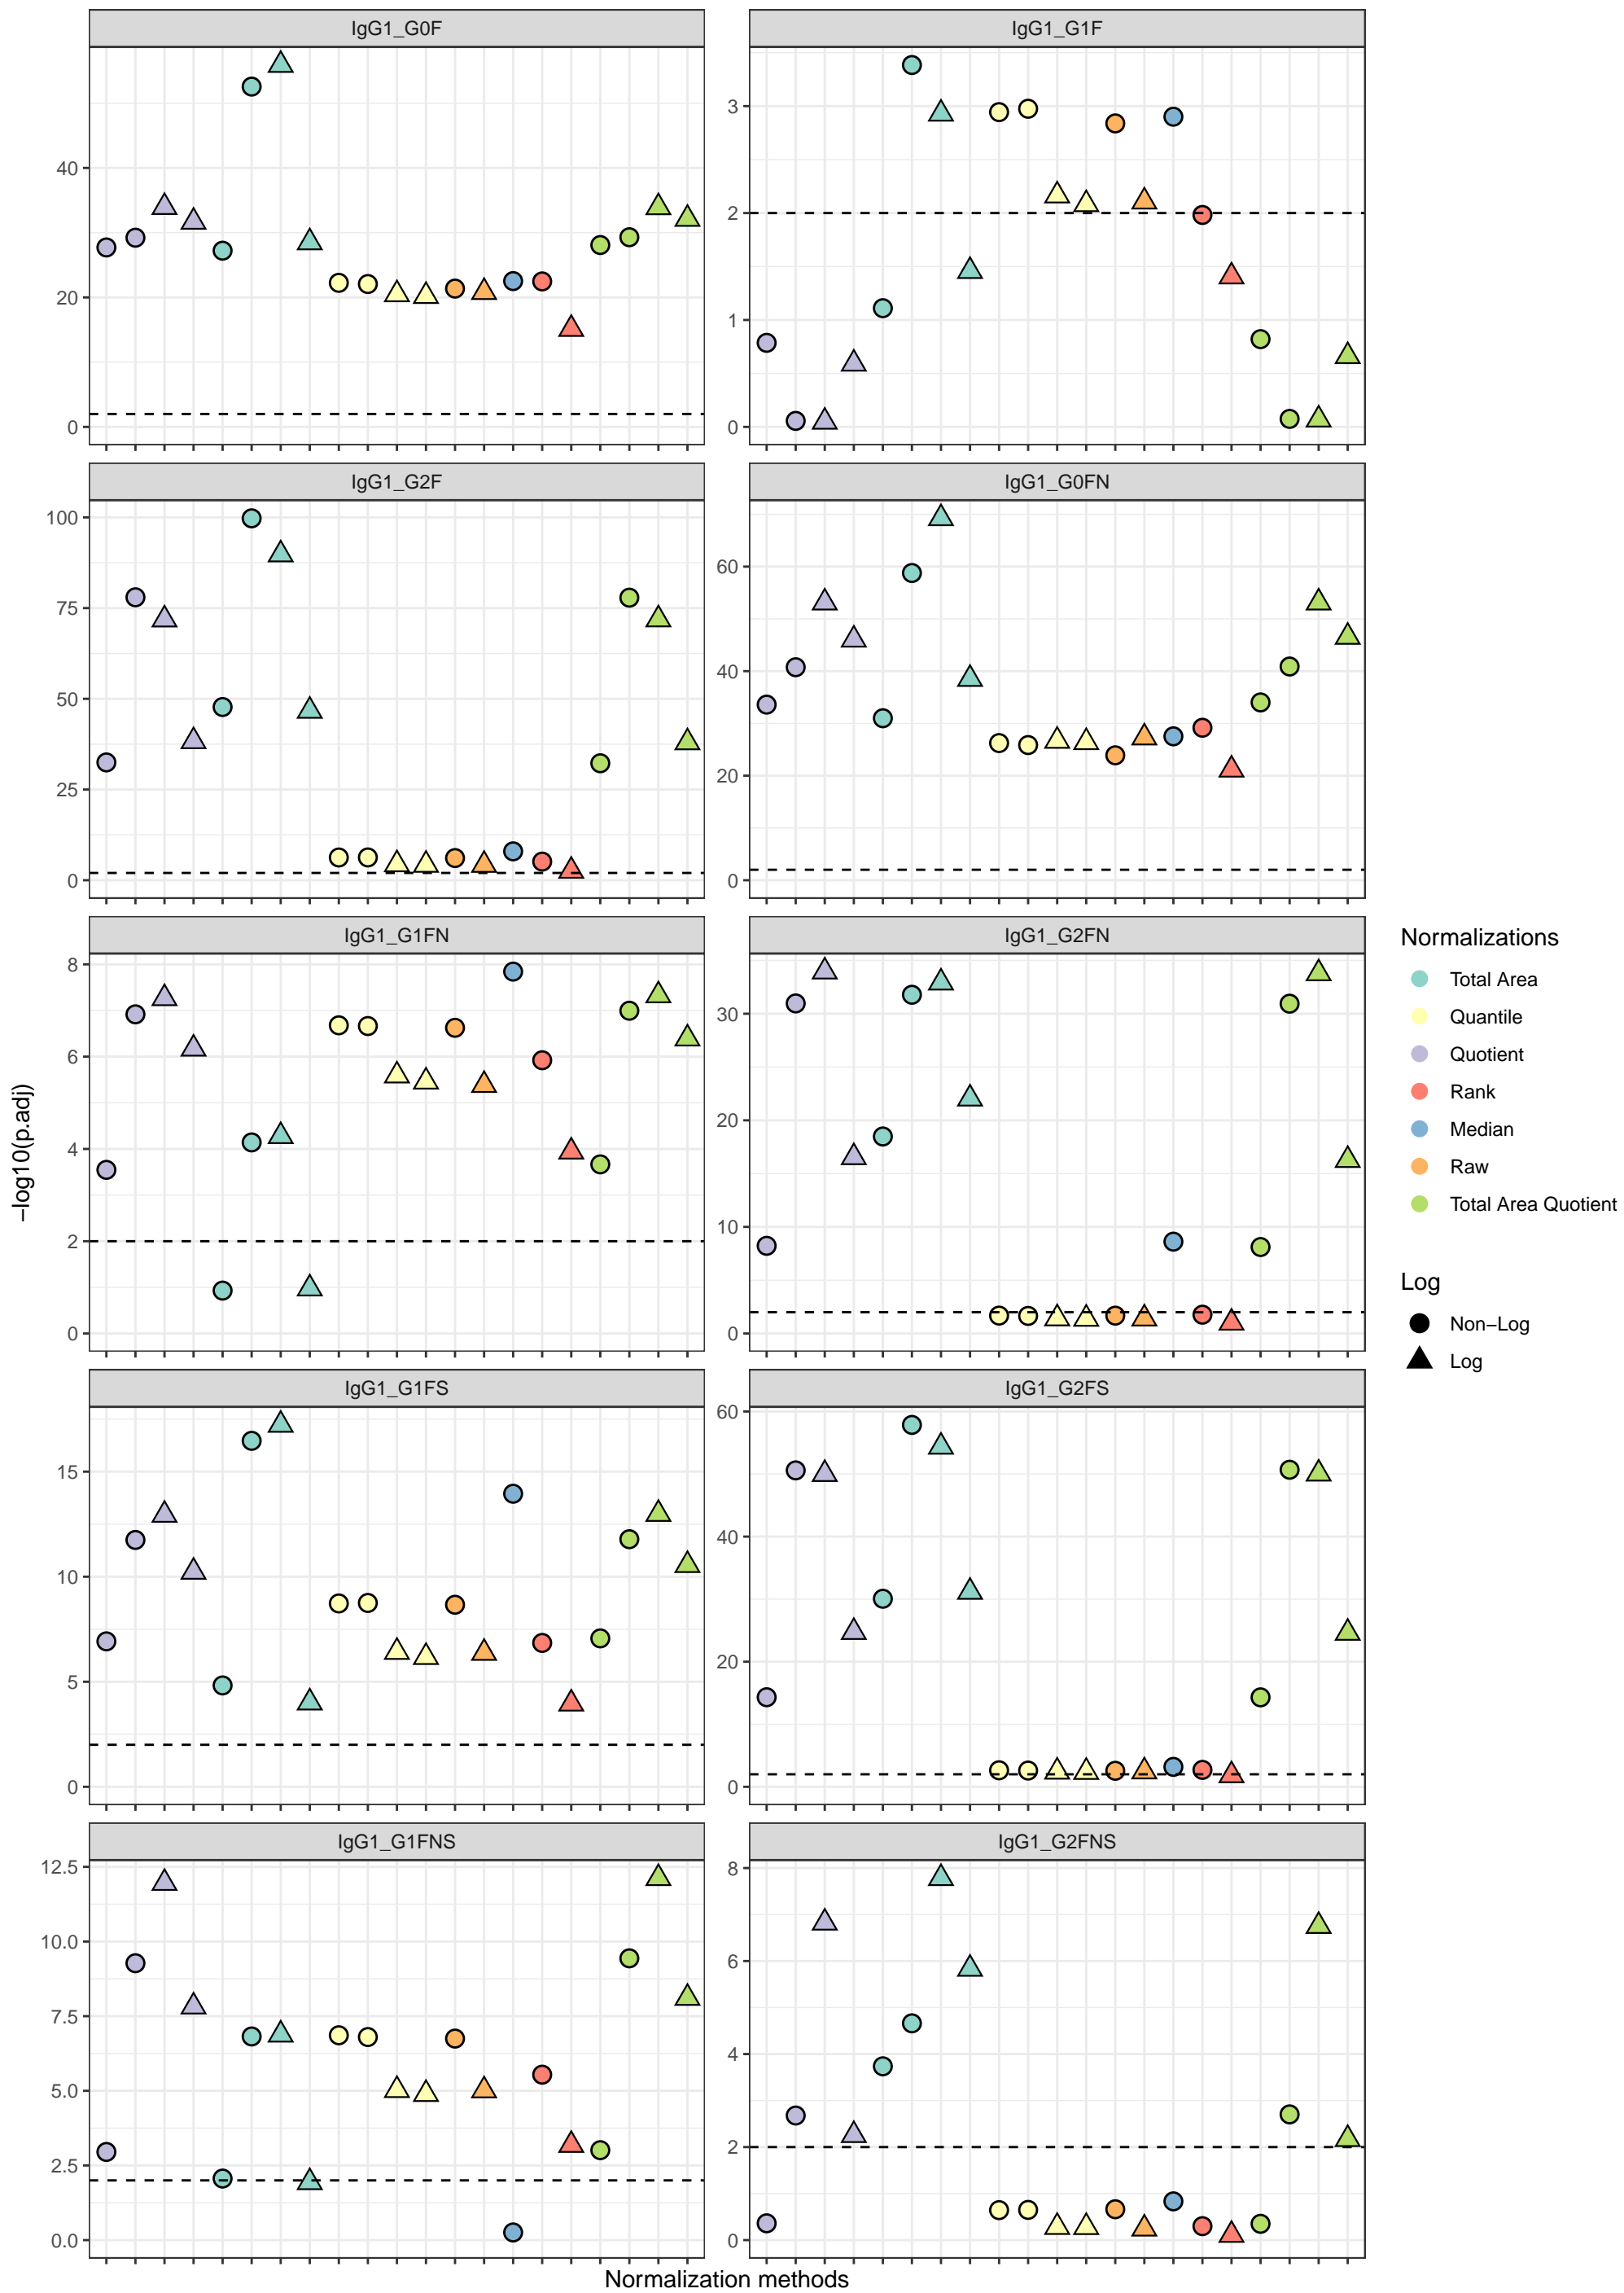 IgG1_G0F
IgG1_G1F
40
20
0
3
2
1
0
IgG1_G2F
IgG1_G0FN
100
75
50
25
0
60
40
20
0
IgG1_G1FN
IgG1_G2FN
8
6
4
2
0
30
20
10
0
IgG1_G1FS
IgG1_G2FS
15
10
5
0
60
40
20
0
IgG1_G1FNS
IgG1_G2FNS
12.5
10.0
7.5
5.0
2.5
0.0
8
6
4
2
0
−log10(p.adj)
Normalization methods
Normalizations
Total Area
Quantile
Quotient
Rank
Median
Raw
Total Area Quotient
Log
Non−Log
Log